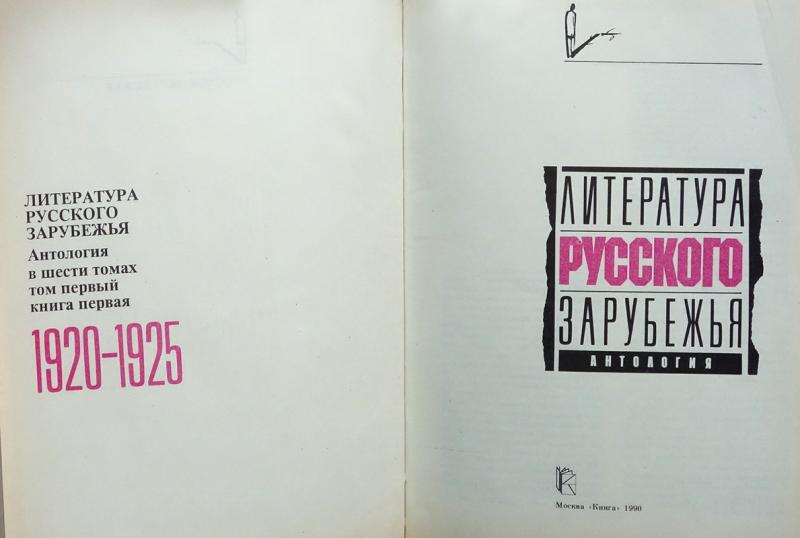 ЛИТЕРАТУРА
РУССКОГО
ЗАРУБЕЖЬЯ
Антология
в шести томах
том первый
книга первая
1920-1925
ЛИТЕРАТУРА
РУССКОГО
ЗАРУБЕЖЬЯ
АНТОЛОГИЯ
Москва «Книга» 1990